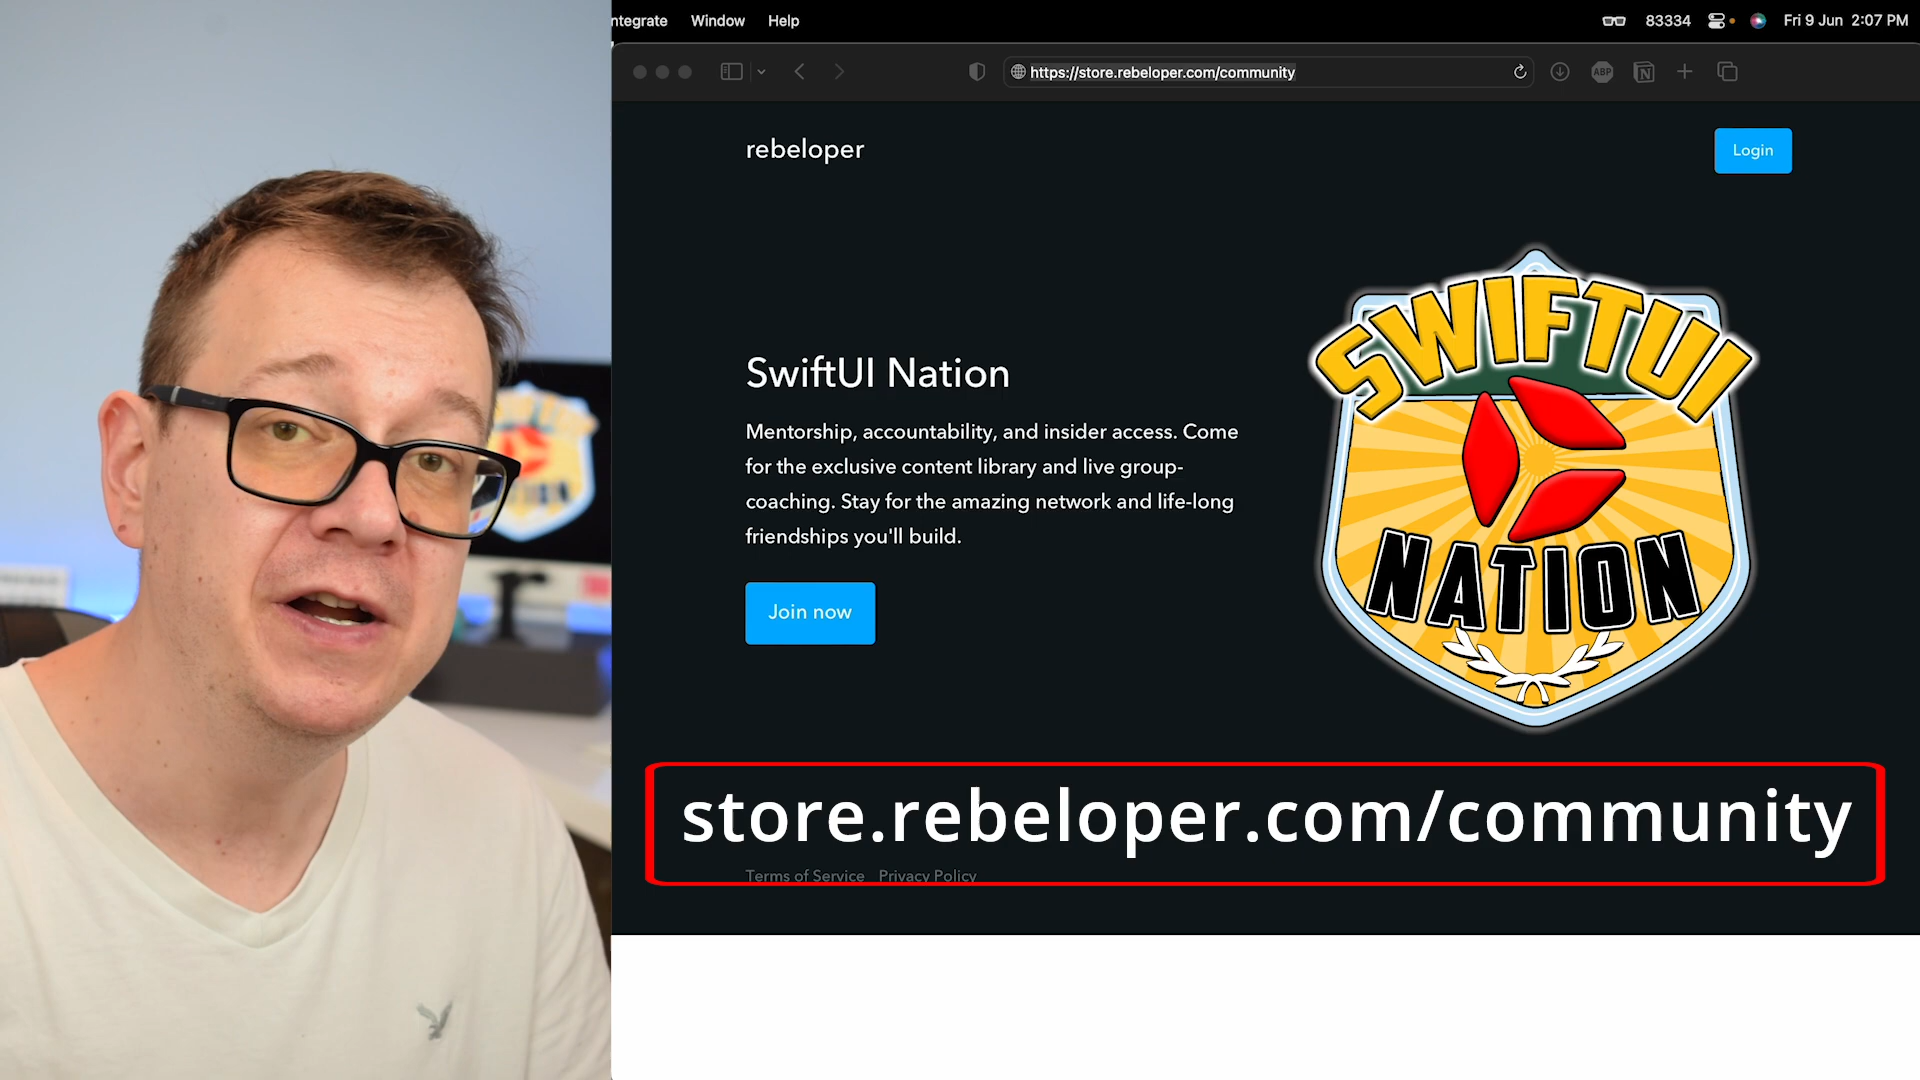 ntegrate Window Help 83334 Fri 9 Jun 2:07 PM
https://store.rebeloper.com/community ABP N
rebeloper
Login
SWIFTUI
NATION
SwiftUI Nation
Mentorship, accountability, and insider access. Come
for the exclusive content library and live group-
coaching. Stay for the amazing network and life-long
friendships you'll build.
Join now
store.rebeloper.com/community
Terms of Service Privacy Policy
NATION